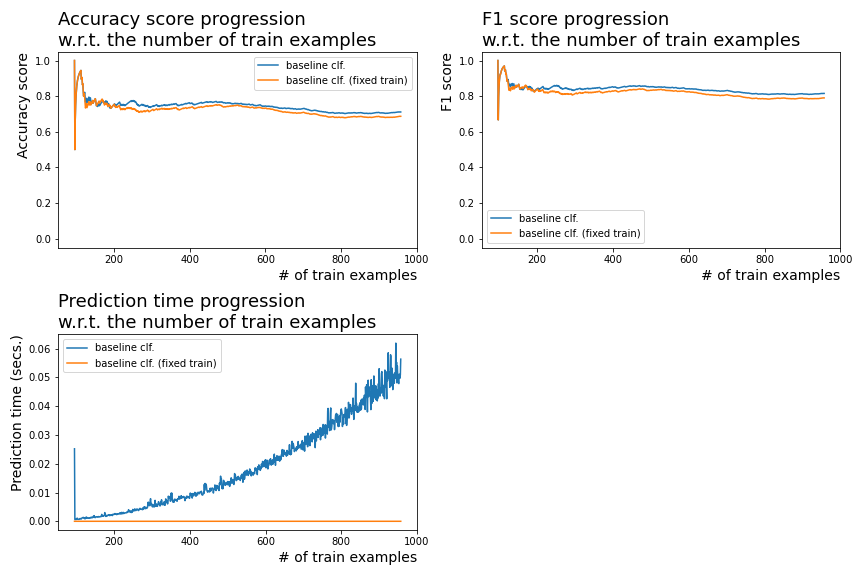 Accuracy score progression
w.r.t. the number of train examples
Accuracy score
1.0
0.8
0.6
0.4
0.2
0.0
baseline clf.
baseline clf. (fixed train)
200 400 600 800 1000
# of train examples
F1 score progression
w.r.t. the number of train examples
F1 score
1.0
0.8
0.6
0.4
0.2
0.0
baseline clf.
baseline clf. (fixed train)
200 400 600 800 1000
# of train examples
Prediction time progression
w.r.t. the number of train examples
Prediction time (secs.)
0.06
0.05
0.04
0.03
0.02
0.01
0.00
baseline clf.
baseline clf. (fixed train)
200 400 600 800 1000
# of train examples